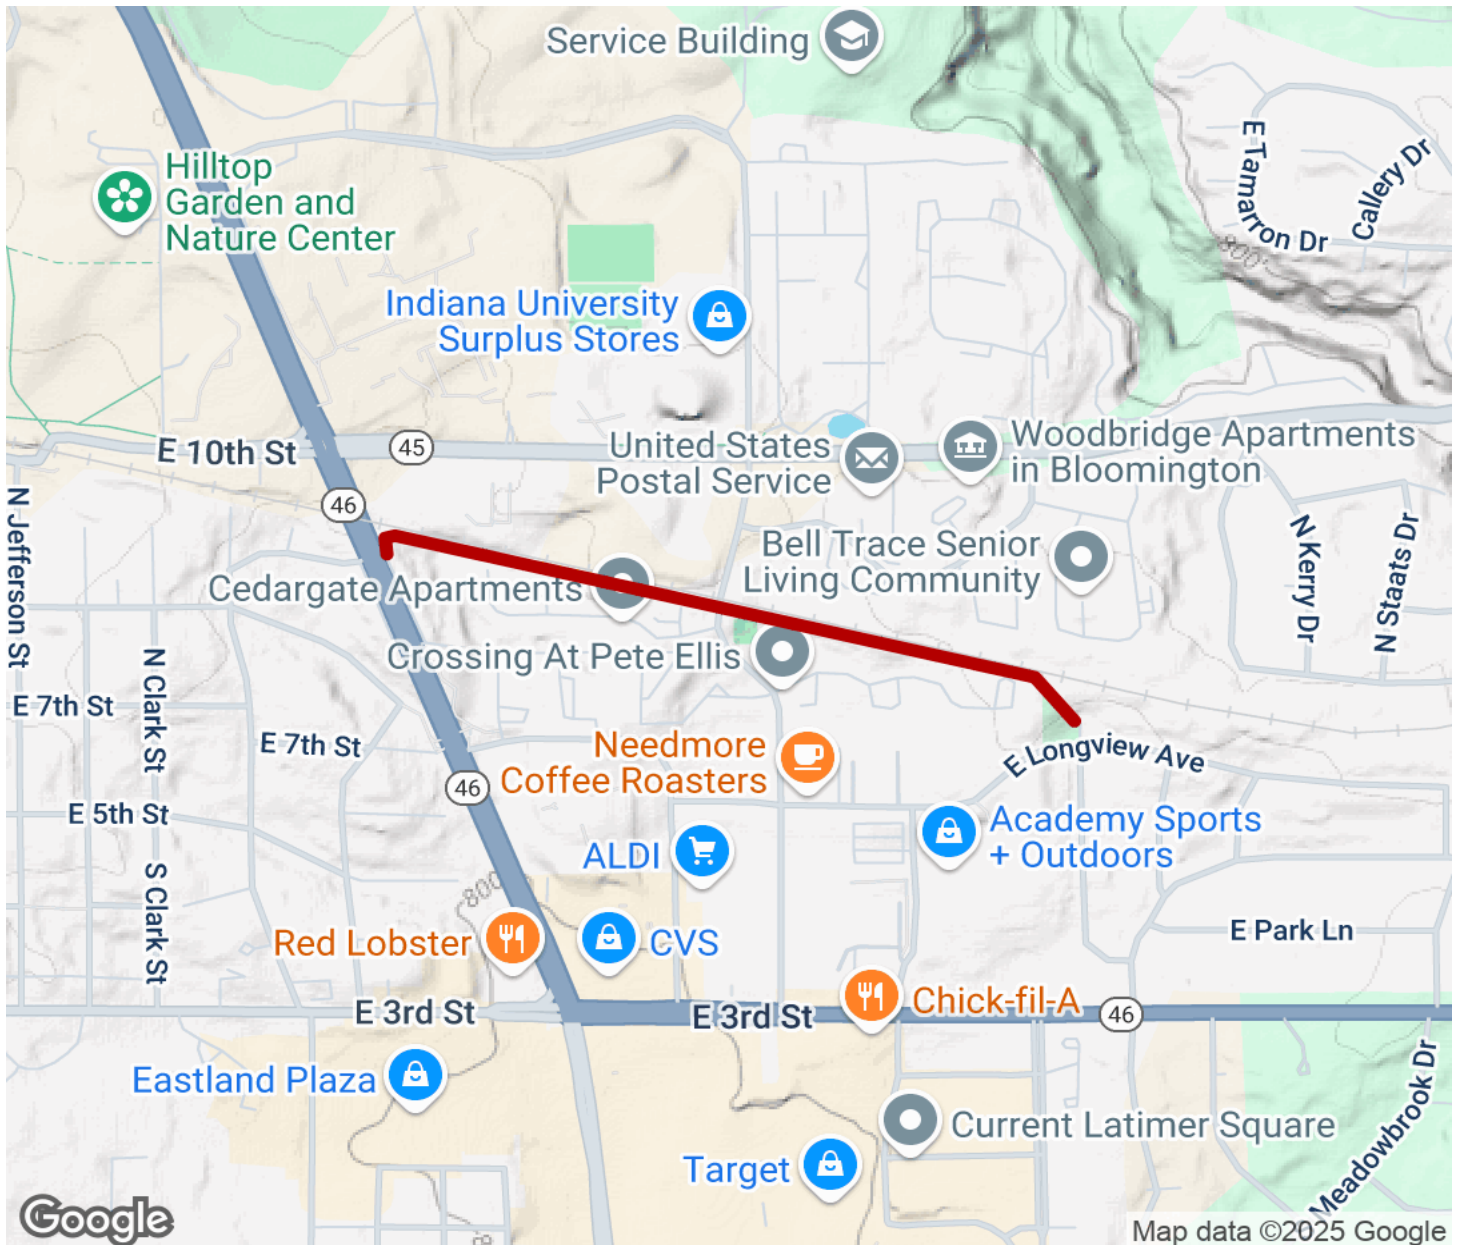 Service Building
E Tamarron Dr
Callery Dr
Hilltop
Garden and
Nature Center
800'
Indiana University
Surplus Stores
E 10th St
45
United States
Postal Service
Woodbridge Apartments
in Bloomington
46
N Jefferson St
Bell Trace Senior
Living Community
N Kerry Dr
N Staats Dr
Cedargate Apartments
Crossing At Pete Ellis
N Clark St
E 7th St
E 7th St
Needmore
Coffee Roasters
E Longview Ave
46
E 5th St
ALDI
Academy Sports
+ Outdoors
S Clark St
800
Red Lobster
CVS
E Park Ln
E 3rd St
E 3rd St
Chick-fil-A
46
Eastland Plaza
Current Latimer Square
Meadowbrook Dr
Target
Google
Map data ©2025 Google